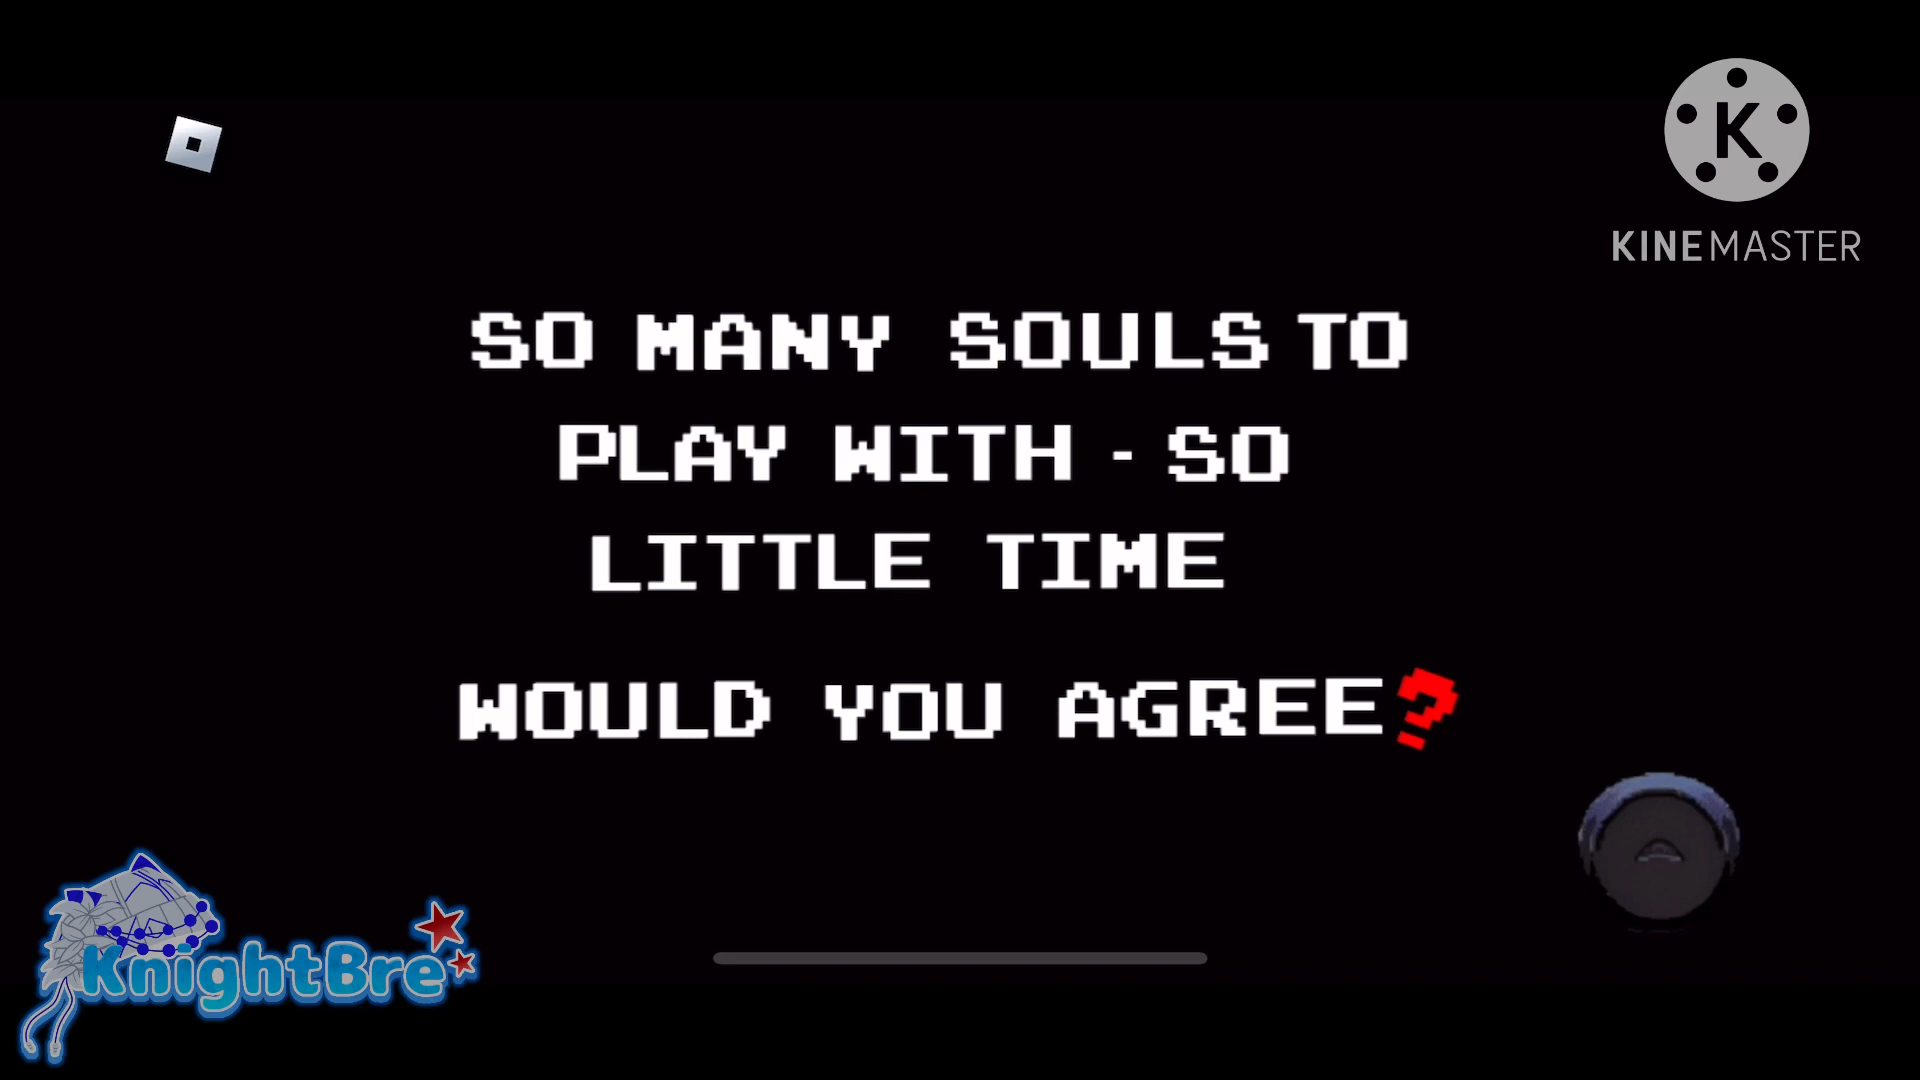 K
KINEMASTER
SO MANY SOULS TO
PLAY WITH - SO
LITTLE TIME
WOULD YOU AGREE?
KnightBre